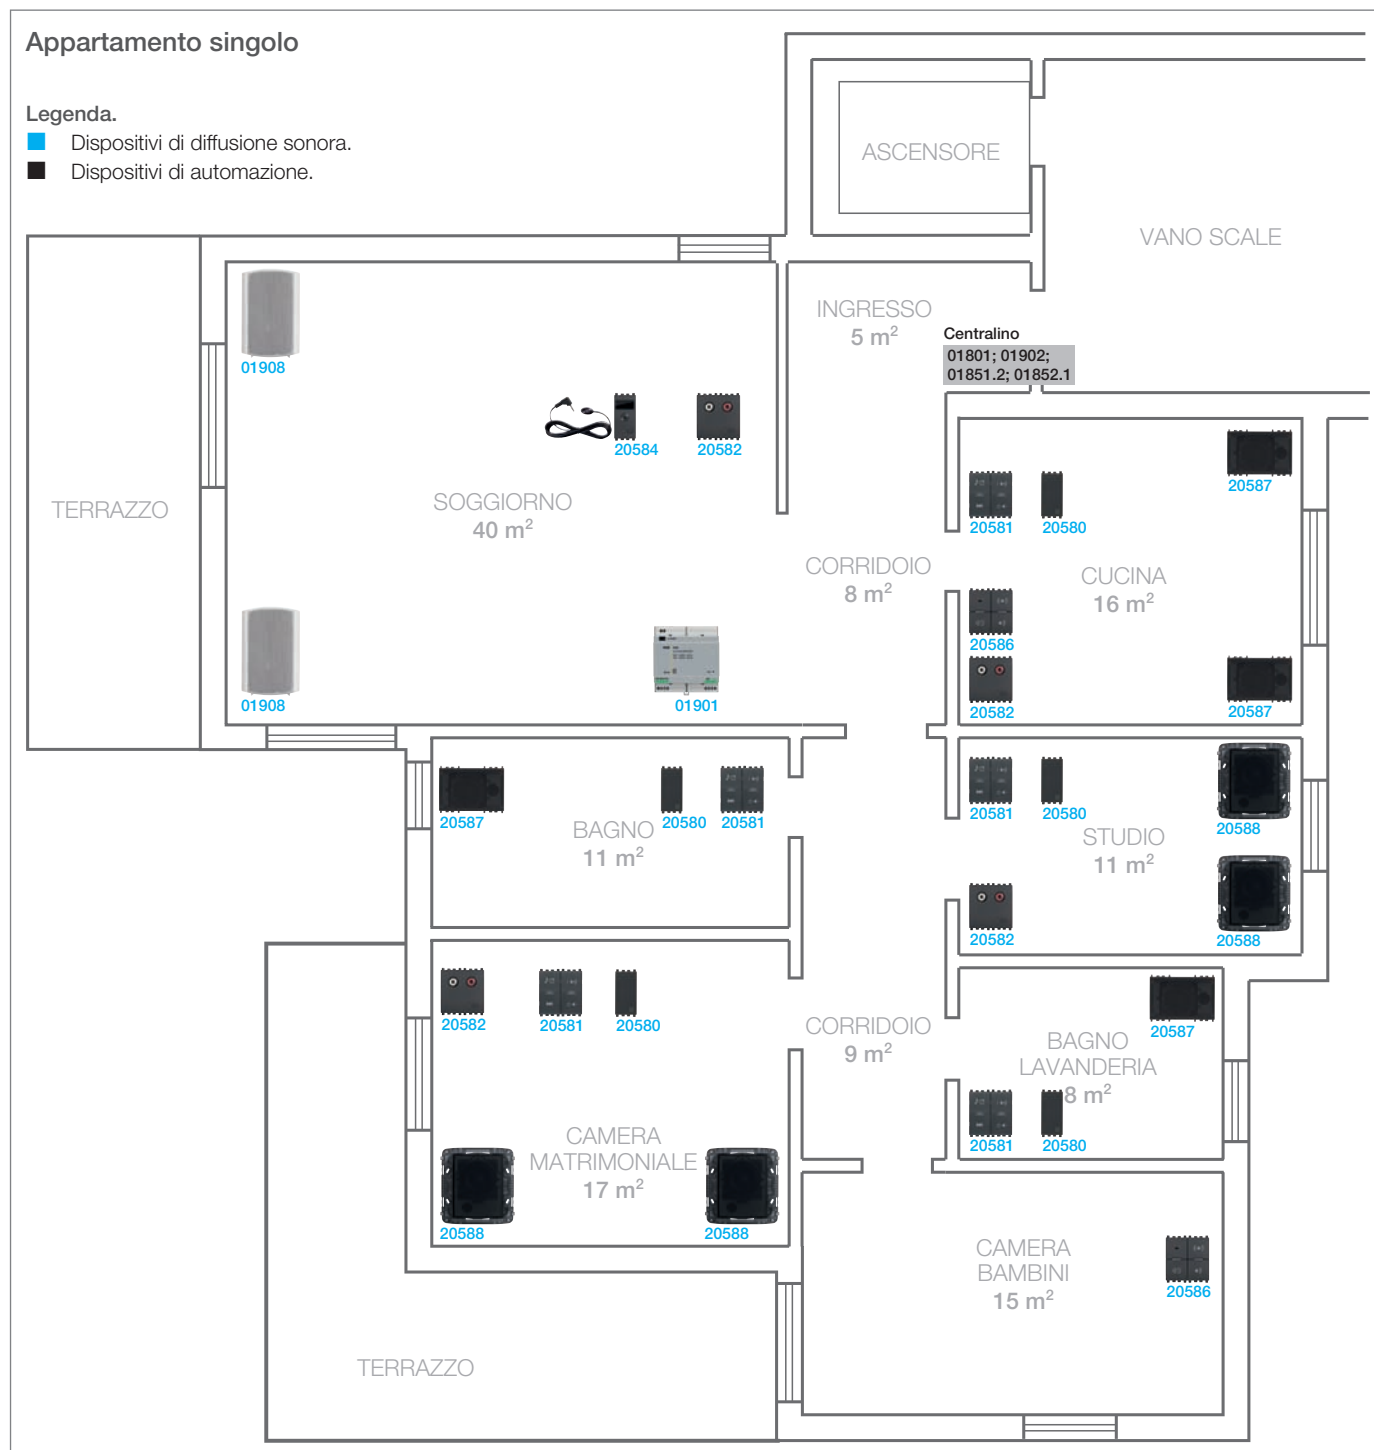 Appartamento singolo
Legenda.
Dispositivi di diffusione sonora.
Dispositivi di automazione.
ASCENSORE
VANO SCALE
INGRESSO
5 m²
Centralino
01801; 01902;
01851.2; 01852.1
01908
20584
20582
TERRAZZO
SOGGIORNO
40 m²
01908
01901
CORRIDOIO
8 m²
20587
20581
20580
CUCINA
16 m²
20586
20582
20587
20587
20580
20581
BAGNO
11 m²
20581
20580
20588
STUDIO
11 m²
20582
20588
20582
20581
20580
CORRIDOIO
9 m²
20587
BAGNO
LAVANDERIA
8 m²
20581
20580
CAMERA
MATRIMONIALE
17 m²
20588
20588
CAMERA
BAMBINI
15 m²
20586
TERRAZZO